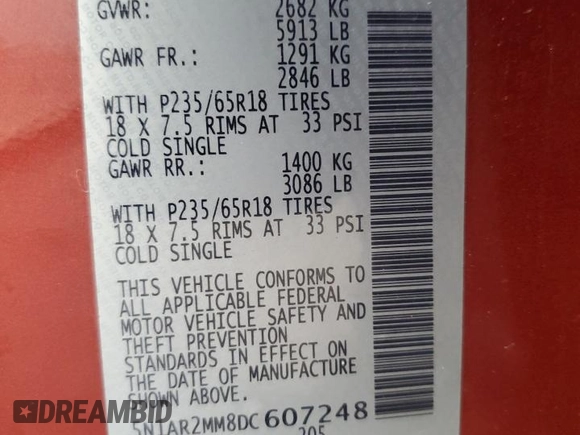 GVWR: 2682 KG
5913 LB
GAWR FR.: 1291 KG
2846 LB
WITH P235/65R18 TIRES
18 X 7.5 RIMS AT 33 PSI
COLD SINGLE
GAWR RR.: 1400 KG
3086 LB
WITH P235/65R18 TIRES
18 X 7.5 RIMS AT 33 PSI
COLD SINGLE
THIS VEHICLE CONFORMS TO
ALL APPLICABLE FEDERAL
MOTOR VEHICLE SAFETY AND
THEFT PREVENTION
STANDARDS IN EFFECT ON
THE DATE OF MANUFACTURE
SHOWN ABOVE.
5N1AR2MM8DC607248
205
DREAMBID